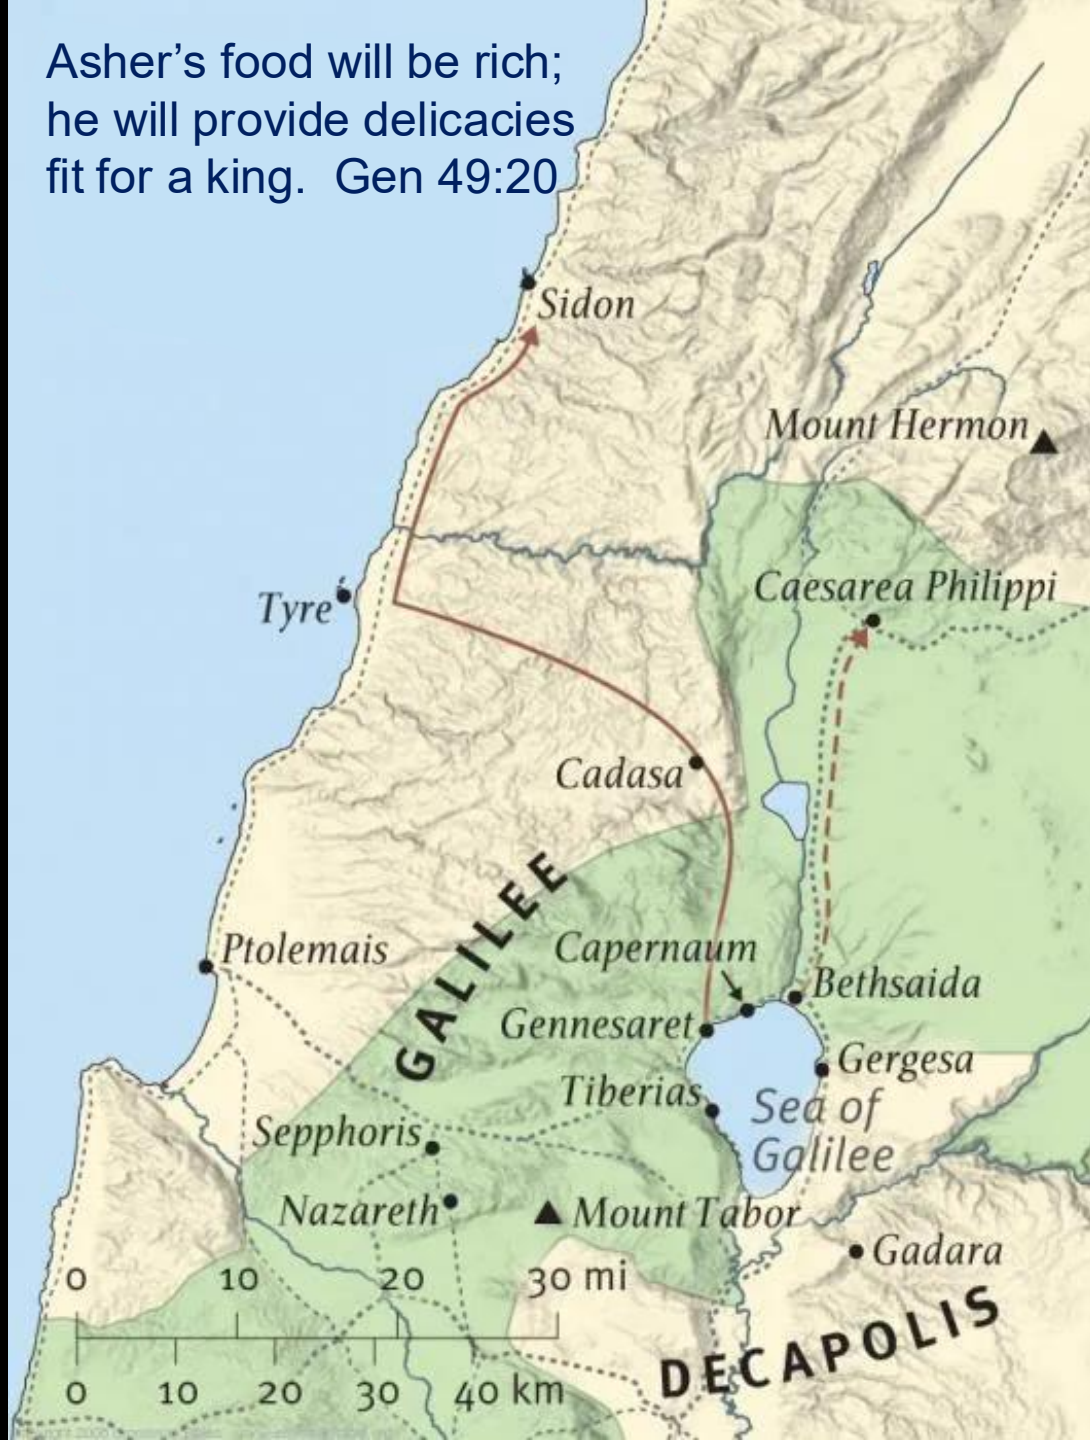 Asher’s food will be rich;
he will provide delicacies
fit for a king.  Gen 49:20
Sidon
Mount Hermon
Caesarea Philippi
Tyre
Cadasa
GALILEE
Ptolemais
Capernaum
Bethsaida
Gennesaret
Gergesa
Tiberias
Sea of
Galilee
Sepphoris
Nazareth
Mount Tabor
Gadara
0 10 20 30 mi
DECAPOLIS
0 10 20 30 40 km